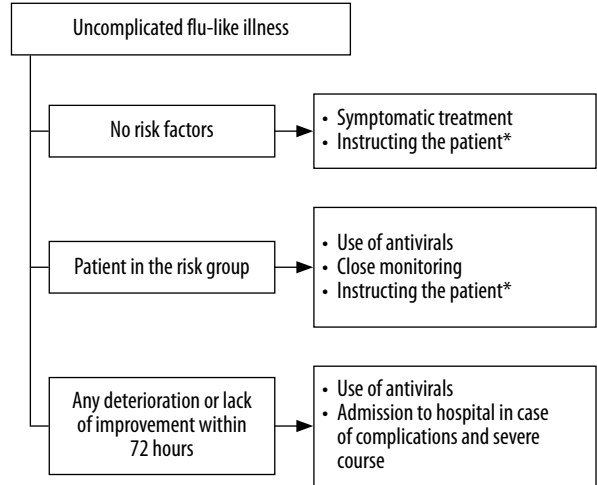 Uncomplicated flu-like illness
No risk factors
• Symptomatic treatment
• Instructing the patient*
Patient in the risk group
• Use of antivirals
• Close monitoring
• Instructing the patient*
Any deterioration or lack
of improvement within
72 hours
• Use of antivirals
• Admission to hospital in case
of complications and severe
course